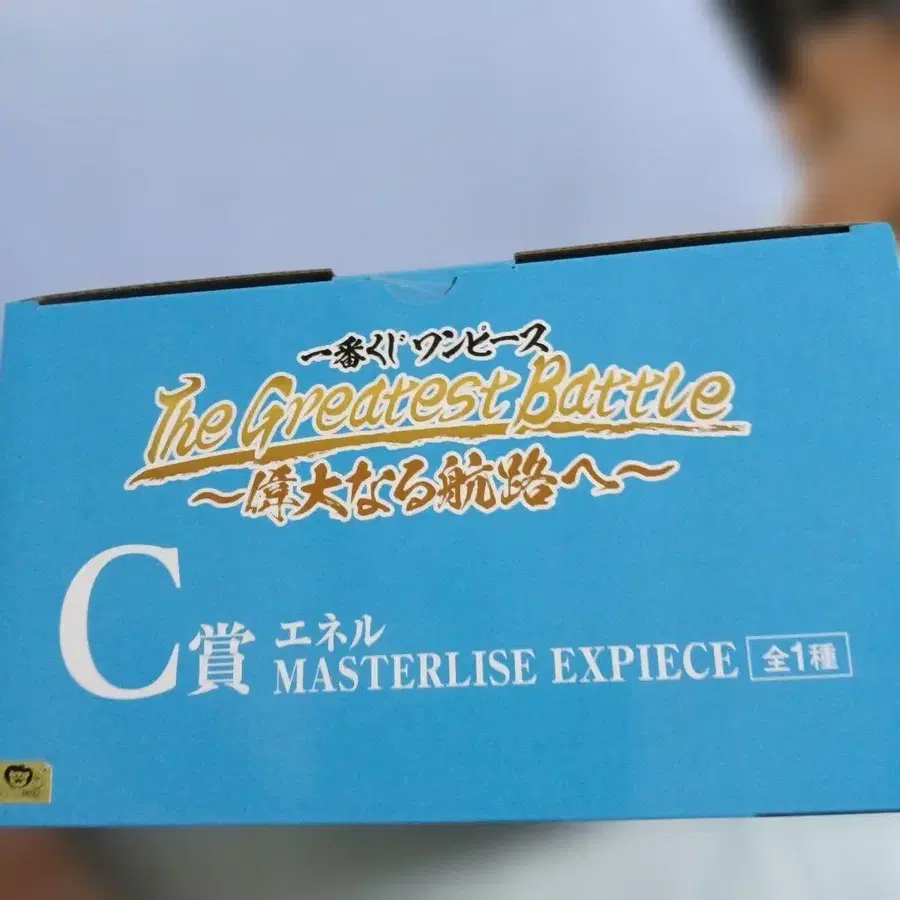 一番くじ ワンピース
The Greatest Battle
～偉大なる航路へ～
C賞 エネル
MASTERLISE EXPIECE 全1種